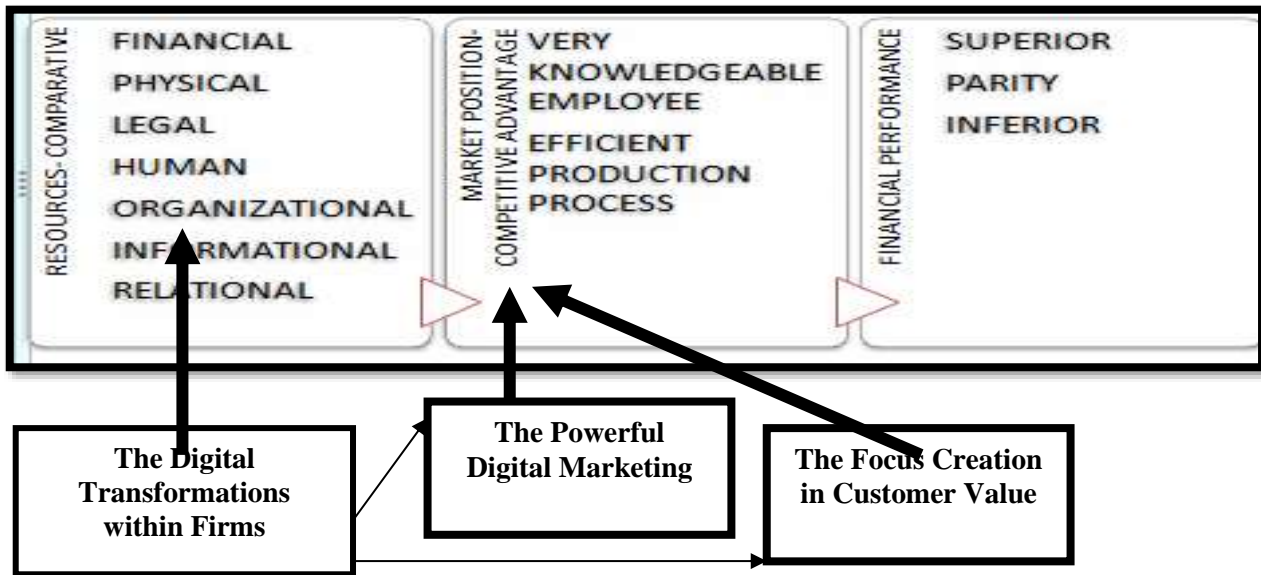 RESOURCES- COMPARATIVE
FINANCIAL
PHYSICAL
LEGAL
HUMAN
ORGANIZATIONAL
INFORMATIONAL
RELATIONAL
MARKET POSITION-
COMPETITIVE ADVANTAGE
VERY
KNOWLEDGEABLE
EMPLOYEE
EFFICIENT
PRODUCTION
PROCESS
FINANCIAL PERFORMANCE
SUPERIOR
PARITY
INFERIOR
The Digital
Transformations
within Firms
The Powerful
Digital Marketing
The Focus Creation
in Customer Value